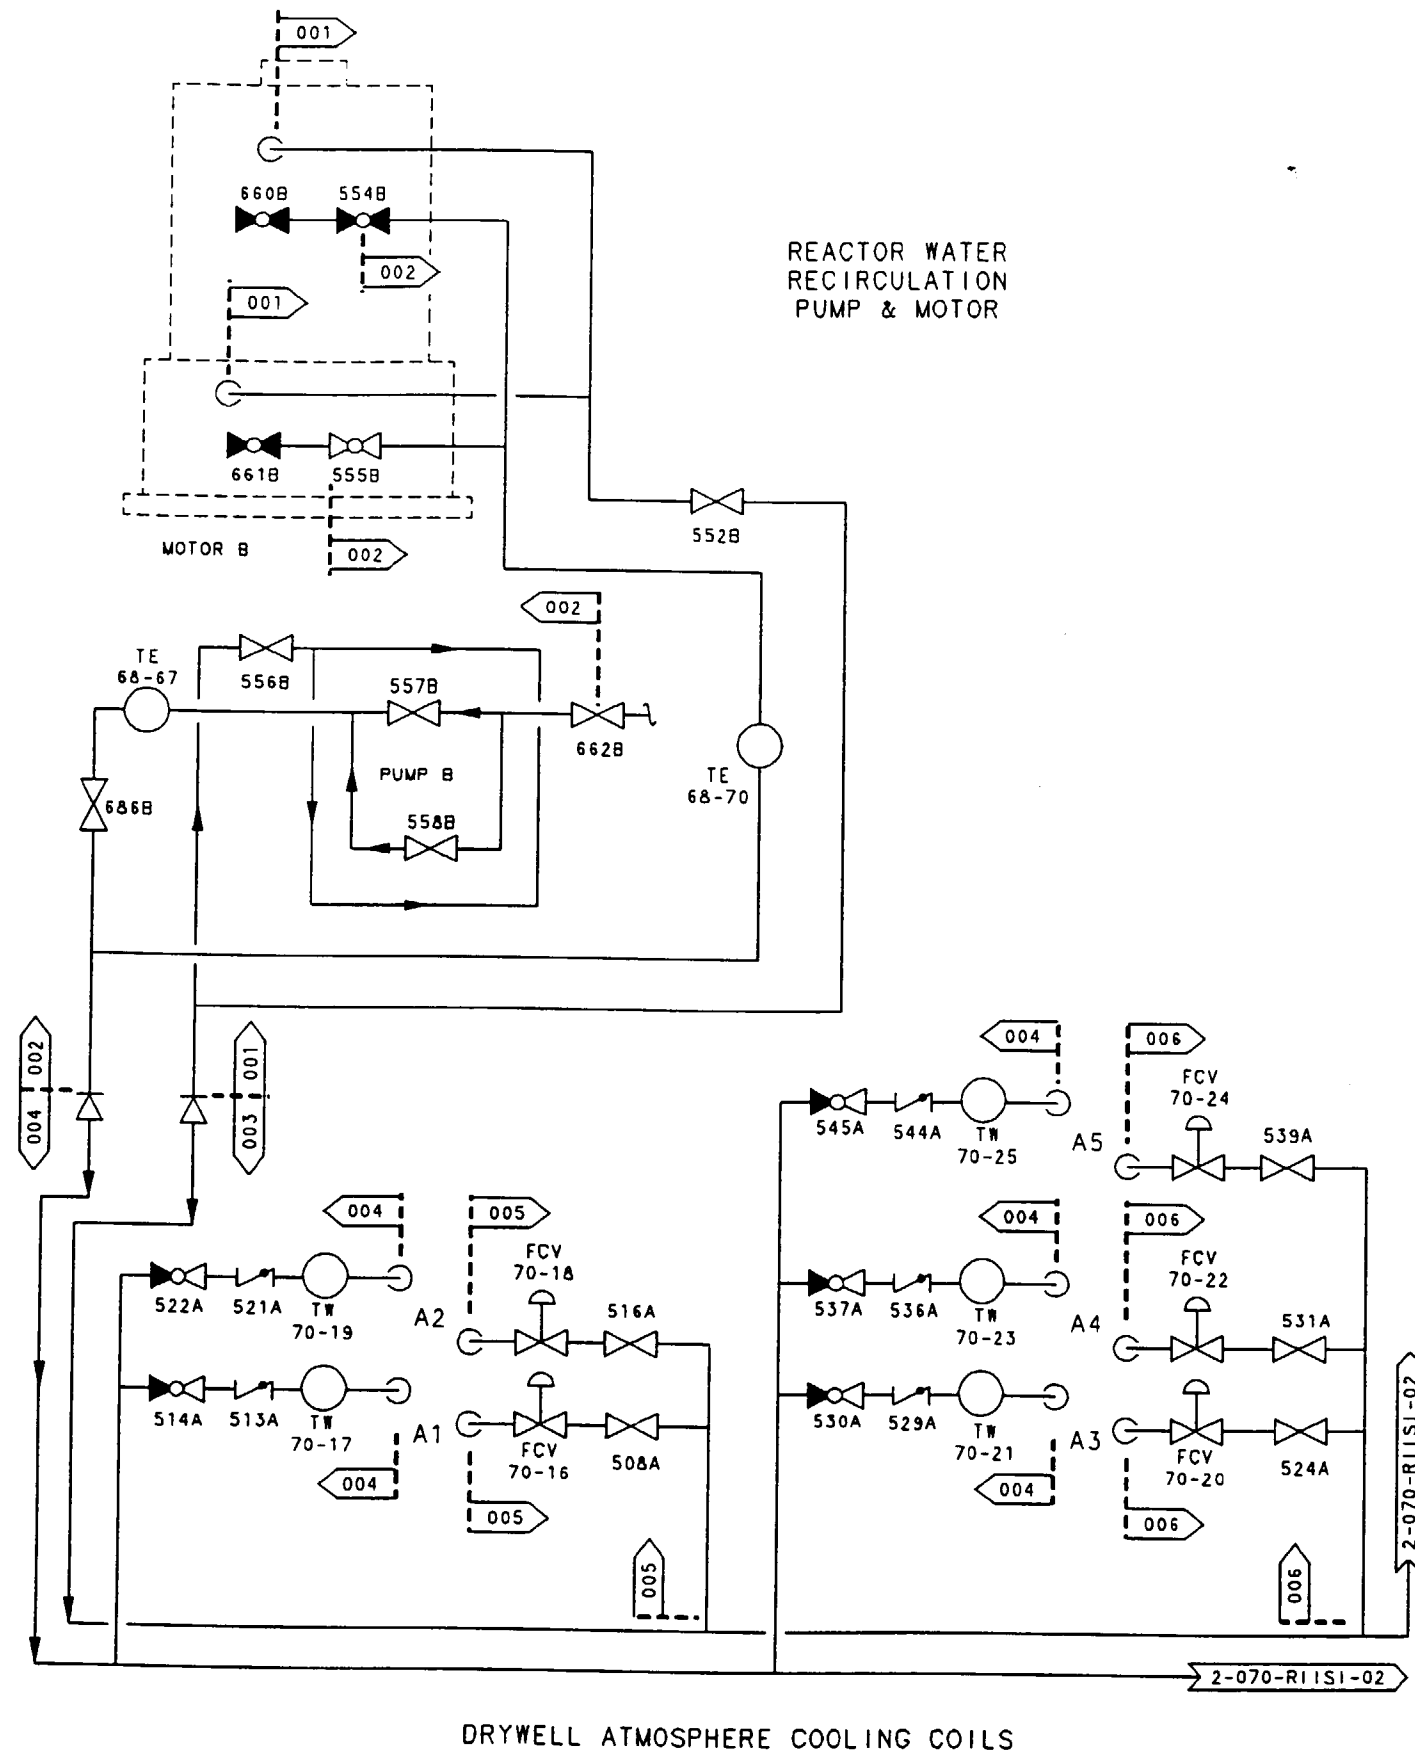 001
660B
554B
REACTOR WATER
RECIRCULATION
PUMP & MOTOR
002
001
661B
555B
552B
MOTOR B
002
002
TE
68-67
556B
557B
662B
PUMP B
TE
68-70
686B
558B
002
004
001
003
004
006
FCV
70-24
545A
544A
TW
70-25
A5
539A
004
005
004
006
FCV
70-18
FCV
70-22
522A
521A
TW
70-19
A2
516A
537A
536A
TW
70-23
A4
531A
514A
513A
TW
70-17
A1
FCV
70-16
508A
530A
529A
TW
70-21
A3
FCV
70-20
524A
004
005
004
006
005
006
2-070-R11S1-02
2-070-R11S1-02
DRYWELL ATMOSPHERE COOLING COILS